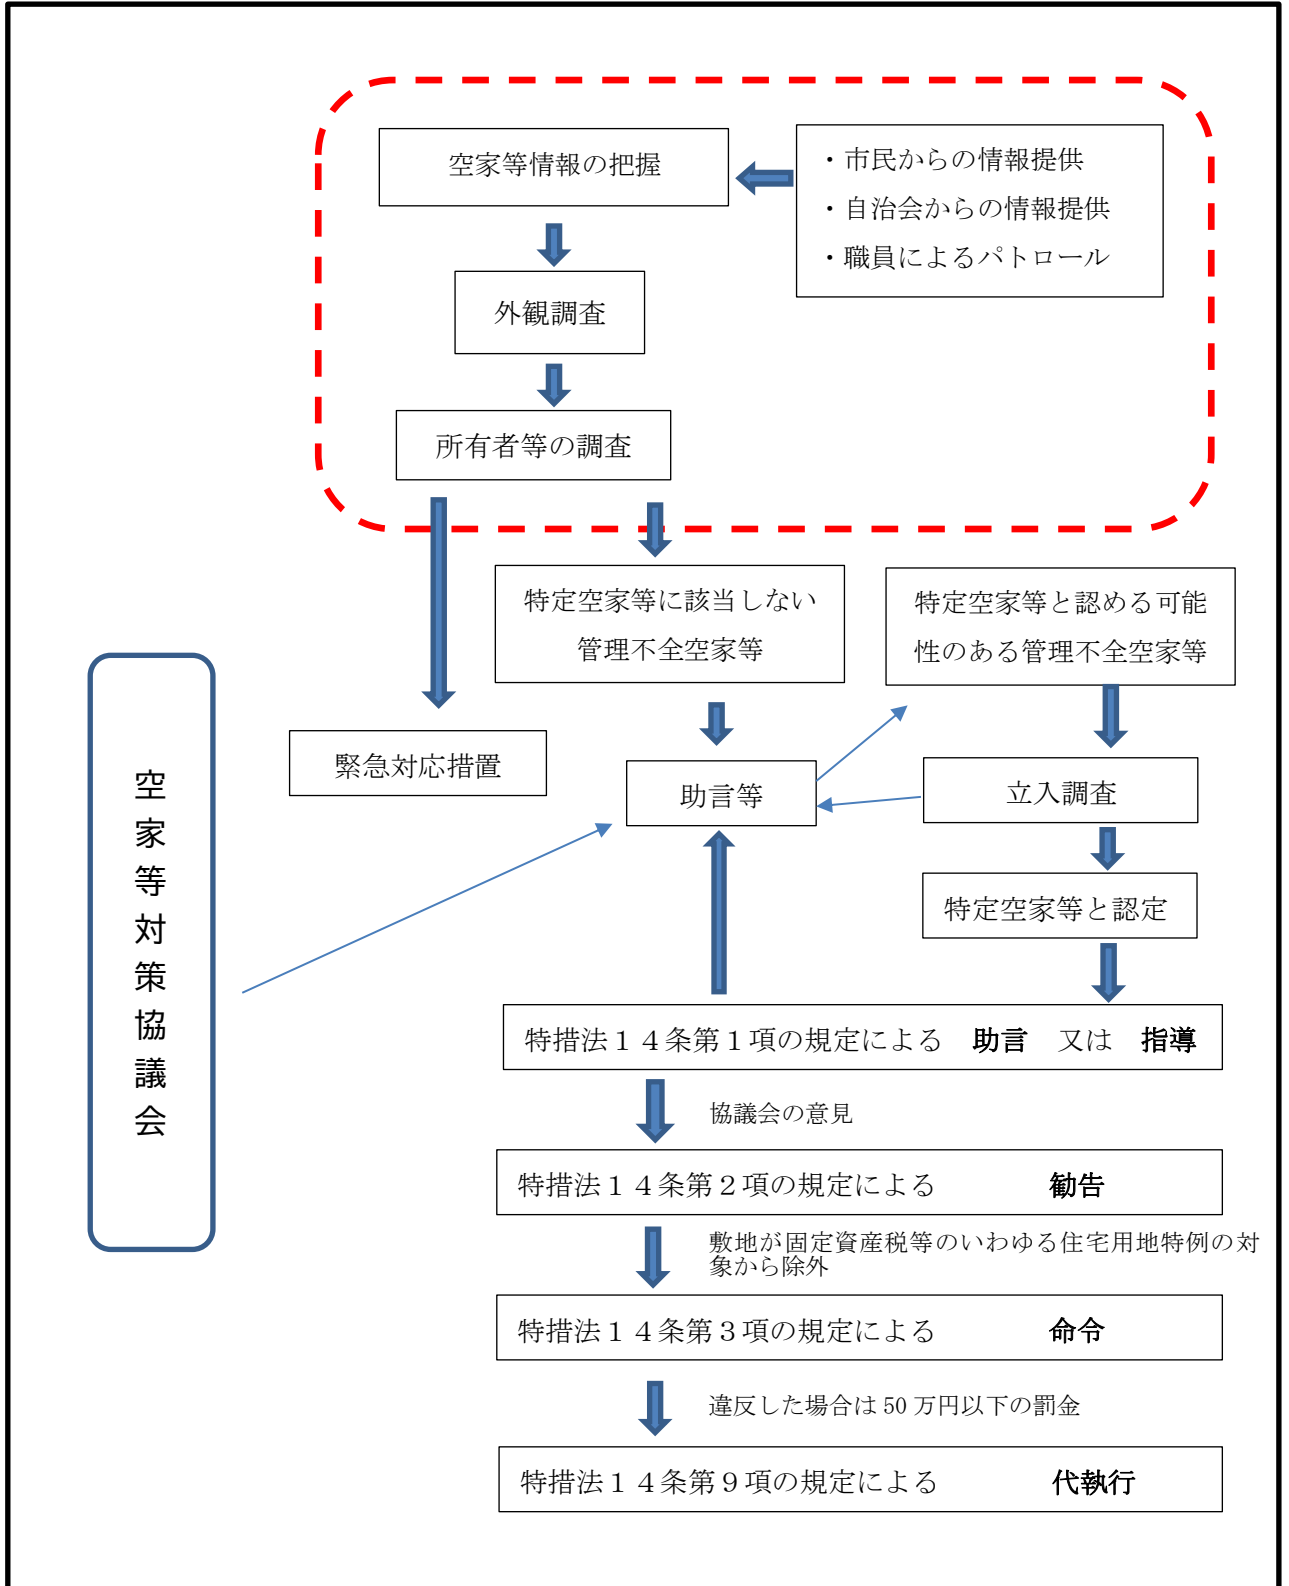 空家等情報の把握
・市民からの情報提供
・自治会からの情報提供
・職員によるパトロール
外観調査
所有者等の調査
特定空家等に該当しない
管理不全空家等
特定空家等と認める可能
性のある管理不全空家等
緊急対応措置
助言等
立入調査
特定空家等と認定
空家等対策協議会
特措法１４条第１項の規定による　助言　又は　指導
協議会の意見
特措法１４条第２項の規定による　　　　勧告
敷地が固定資産税等のいわゆる住宅用地特例の対
象から除外
特措法１４条第３項の規定による　　　　命令
違反した場合は 50 万円以下の罰金
特措法１４条第９項の規定による　　　　代執行